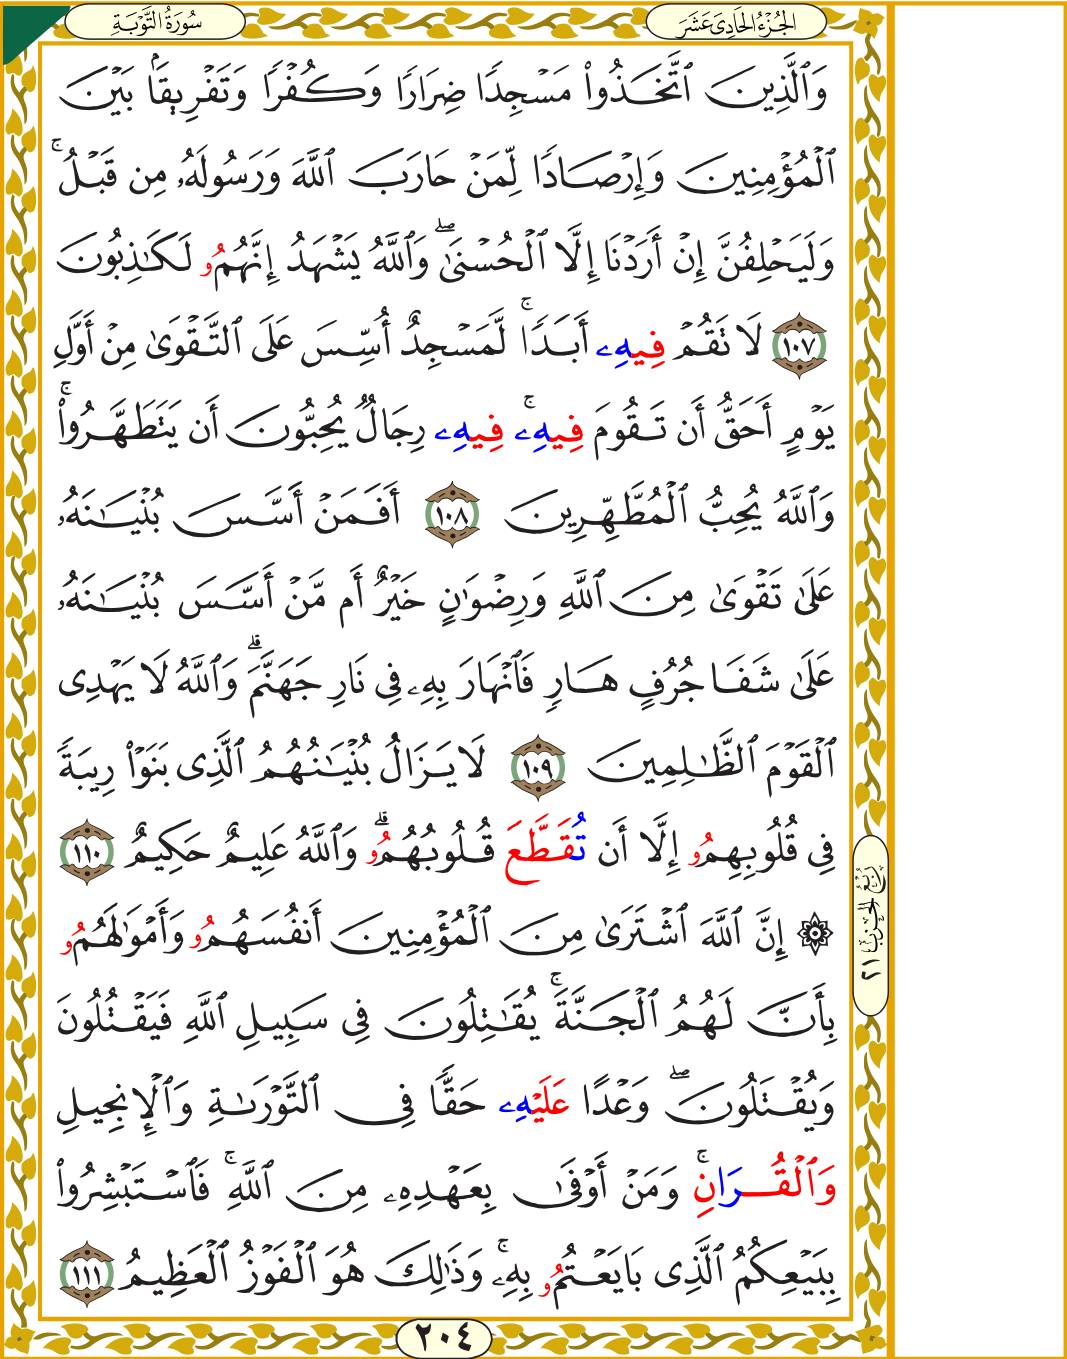 الجُزْءُ الحَادِيَ عَشَرَ
سُورَةُ التَّوْبَةِ
وَٱلَّذِينَ ٱتَّخَذُوا۟ مَسْجِدًا ضِرَارًا وَكُفْرًا وَتَفْرِيقًۢا بَيْنَ
ٱلْمُؤْمِنِينَ وَإِرْصَادًا لِّمَنْ حَارَبَ ٱللَّهَ وَرَسُولَهُۥ مِن قَبْلُ ۚ
وَلَيَحْلِفُنَّ إِنْ أَرَدْنَا إِلَّا ٱلْحُسْنَىٰ ۖ وَٱللَّهُ يَشْهَدُ إِنَّهُمُۥ لَكَـٰذِبُونَ
١٠٧ لَا تَقُمْ فِيهِۦ أَبَدًا ۚ لَّمَسْجِدٌ أُسِّسَ عَلَى ٱلتَّقْوَىٰ مِنْ أَوَّلِ
يَوْمٍ أَحَقُّ أَن تَقُومَ فِيهِۦ ۚ فِيهِۦ رِجَالٌ يُحِبُّونَ أَن يَتَطَهَّرُوا۟ ۚ
وَٱللَّهُ يُحِبُّ ٱلْمُطَّهِّرِينَ ١٠٨ أَفَمَنْ أَسَّسَ بُنْيَـٰنَهُۥ
عَلَىٰ تَقْوَىٰ مِنَ ٱللَّهِ وَرِضْوَٰنٍ خَيْرٌ أَم مَّنْ أَسَّسَ بُنْيَـٰنَهُۥ
عَلَىٰ شَفَا جُرُفٍ هَارٍ فَٱنْهَارَ بِهِۦ فِى نَارِ جَهَنَّمَ ۗ وَٱللَّهُ لَا يَهْدِى
ٱلْقَوْمَ ٱلظَّـٰلِمِينَ ١٠٩ لَا يَزَالُ بُنْيَـٰنُهُمُ ٱلَّذِى بَنَوْا۟ رِيبَةً
فِى قُلُوبِهِمُۥ إِلَّا أَن تُقَطَّعَ قُلُوبُهُمُۥ ۗ وَٱللَّهُ عَلِيمٌ حَكِيمٌ ١١٠
۞ إِنَّ ٱللَّهَ ٱشْتَرَىٰ مِنَ ٱلْمُؤْمِنِينَ أَنفُسَهُمُۥ وَأَمْوَٰلَهُمُۥ
بِأَنَّ لَهُمُ ٱلْجَنَّةَ ۚ يُقَـٰتِلُونَ فِى سَبِيلِ ٱللَّهِ فَيَقْتُلُونَ
وَيُقْتَلُونَ ۖ وَعْدًا عَلَيْهِۦ حَقًّا فِى ٱلتَّوْرَىٰةِ وَٱلْإِنجِيلِ
وَٱلْقُرَانِ ۚ وَمَنْ أَوْفَىٰ بِعَهْدِهِۦ مِنَ ٱللَّهِ ۚ فَٱسْتَبْشِرُوا۟
بِبَيْعِكُمُ ٱلَّذِى بَايَعْتُمُۥ بِهِۦ ۚ وَذَٰلِكَ هُوَ ٱلْفَوْزُ ٱلْعَظِيمُ ١١١
رُبْعُ الحِزْبِ ٢١
٢٠٤